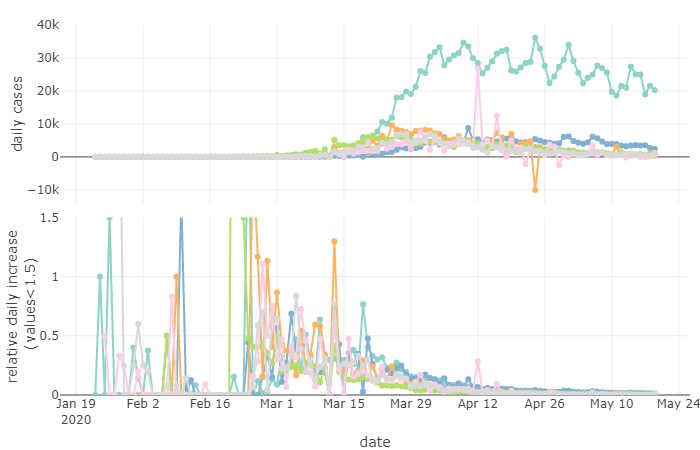 40k
30k
20k
10k
0
−10k
daily cases
1.5
1
0.5
0
relative daily increase
(values<1.5)
Jan 19
2020
Feb 2
Feb 16
Mar 1
Mar 15
Mar 29
Apr 12
Apr 26
May 10
May 24
date